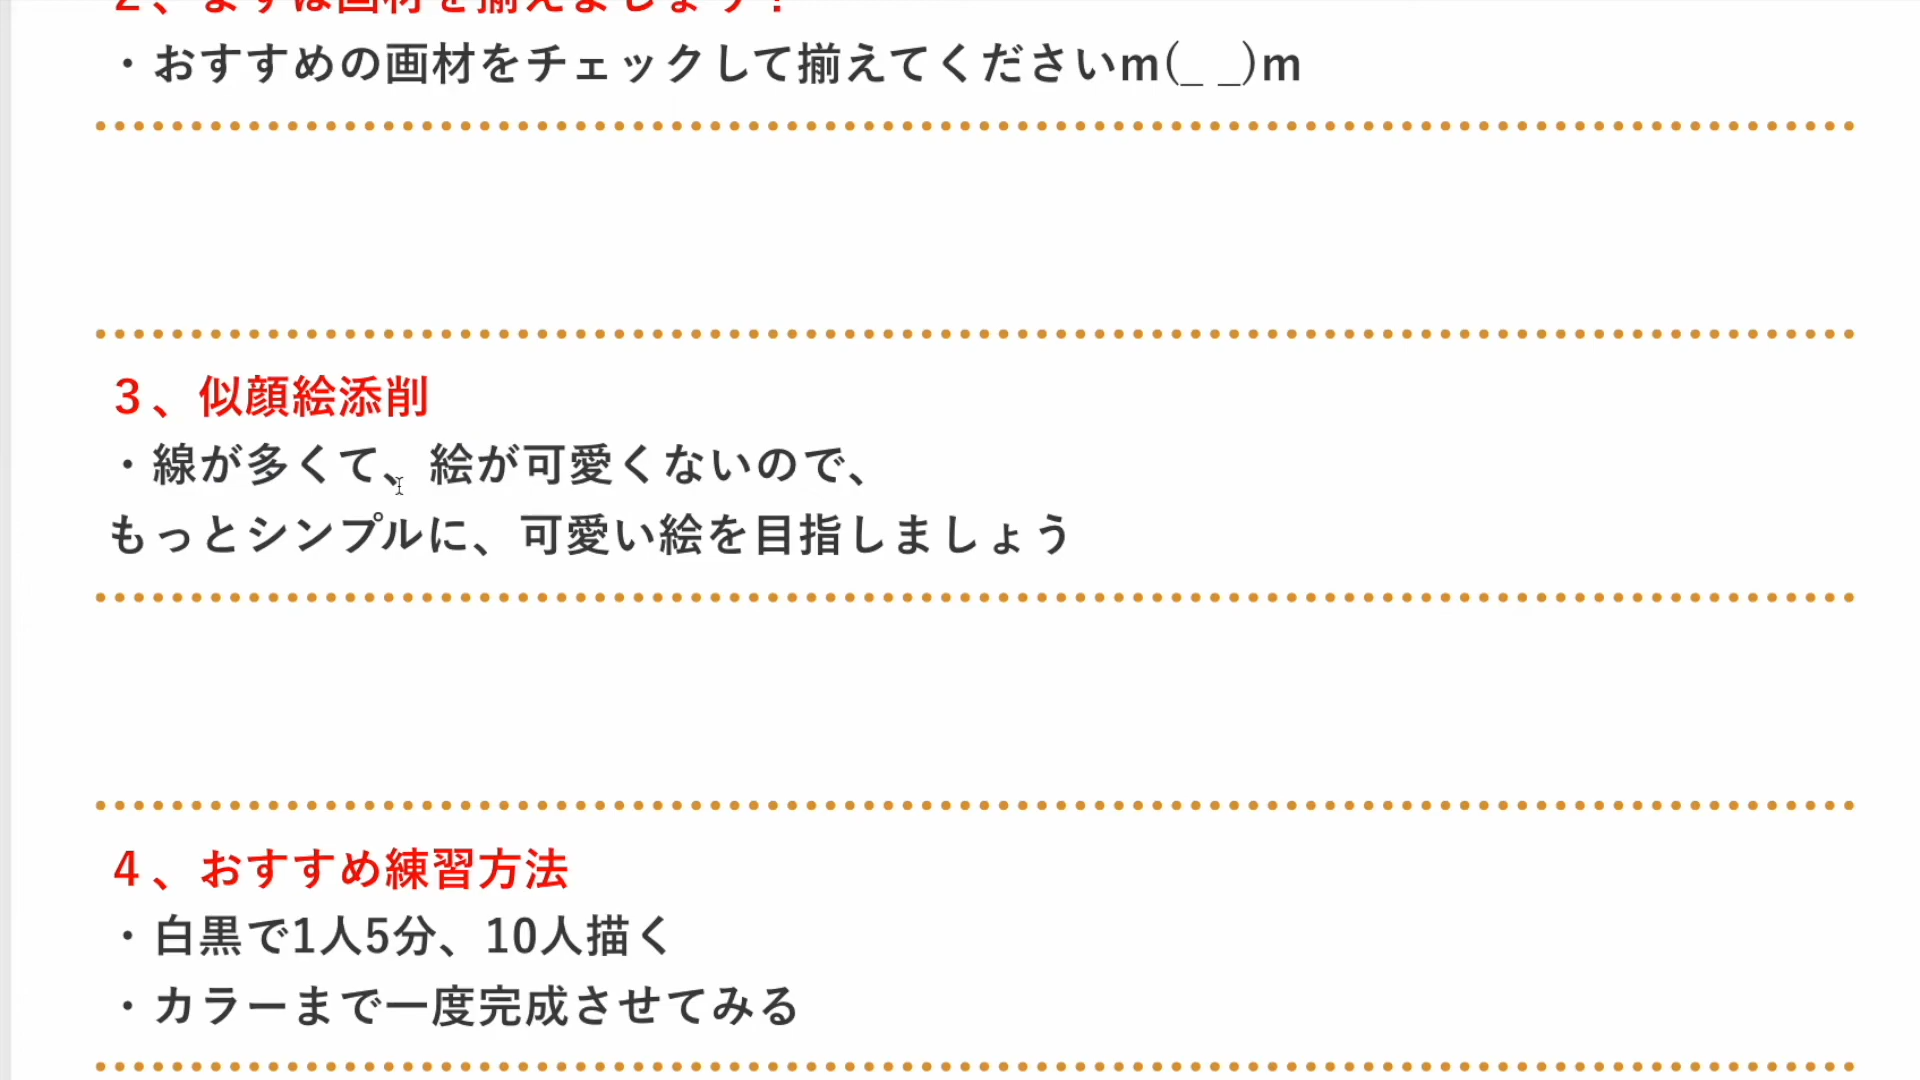 ２、まずは画材を揃えましょう！
・おすすめの画材をチェックして揃えてくださいm(_ _)m
３、似顔絵添削
・線が多くて、絵が可愛くないので、
もっとシンプルに、可愛い絵を目指しましょう
４、おすすめ練習方法
・白黒で1人5分、10人描く
・カラーまで一度完成させてみる